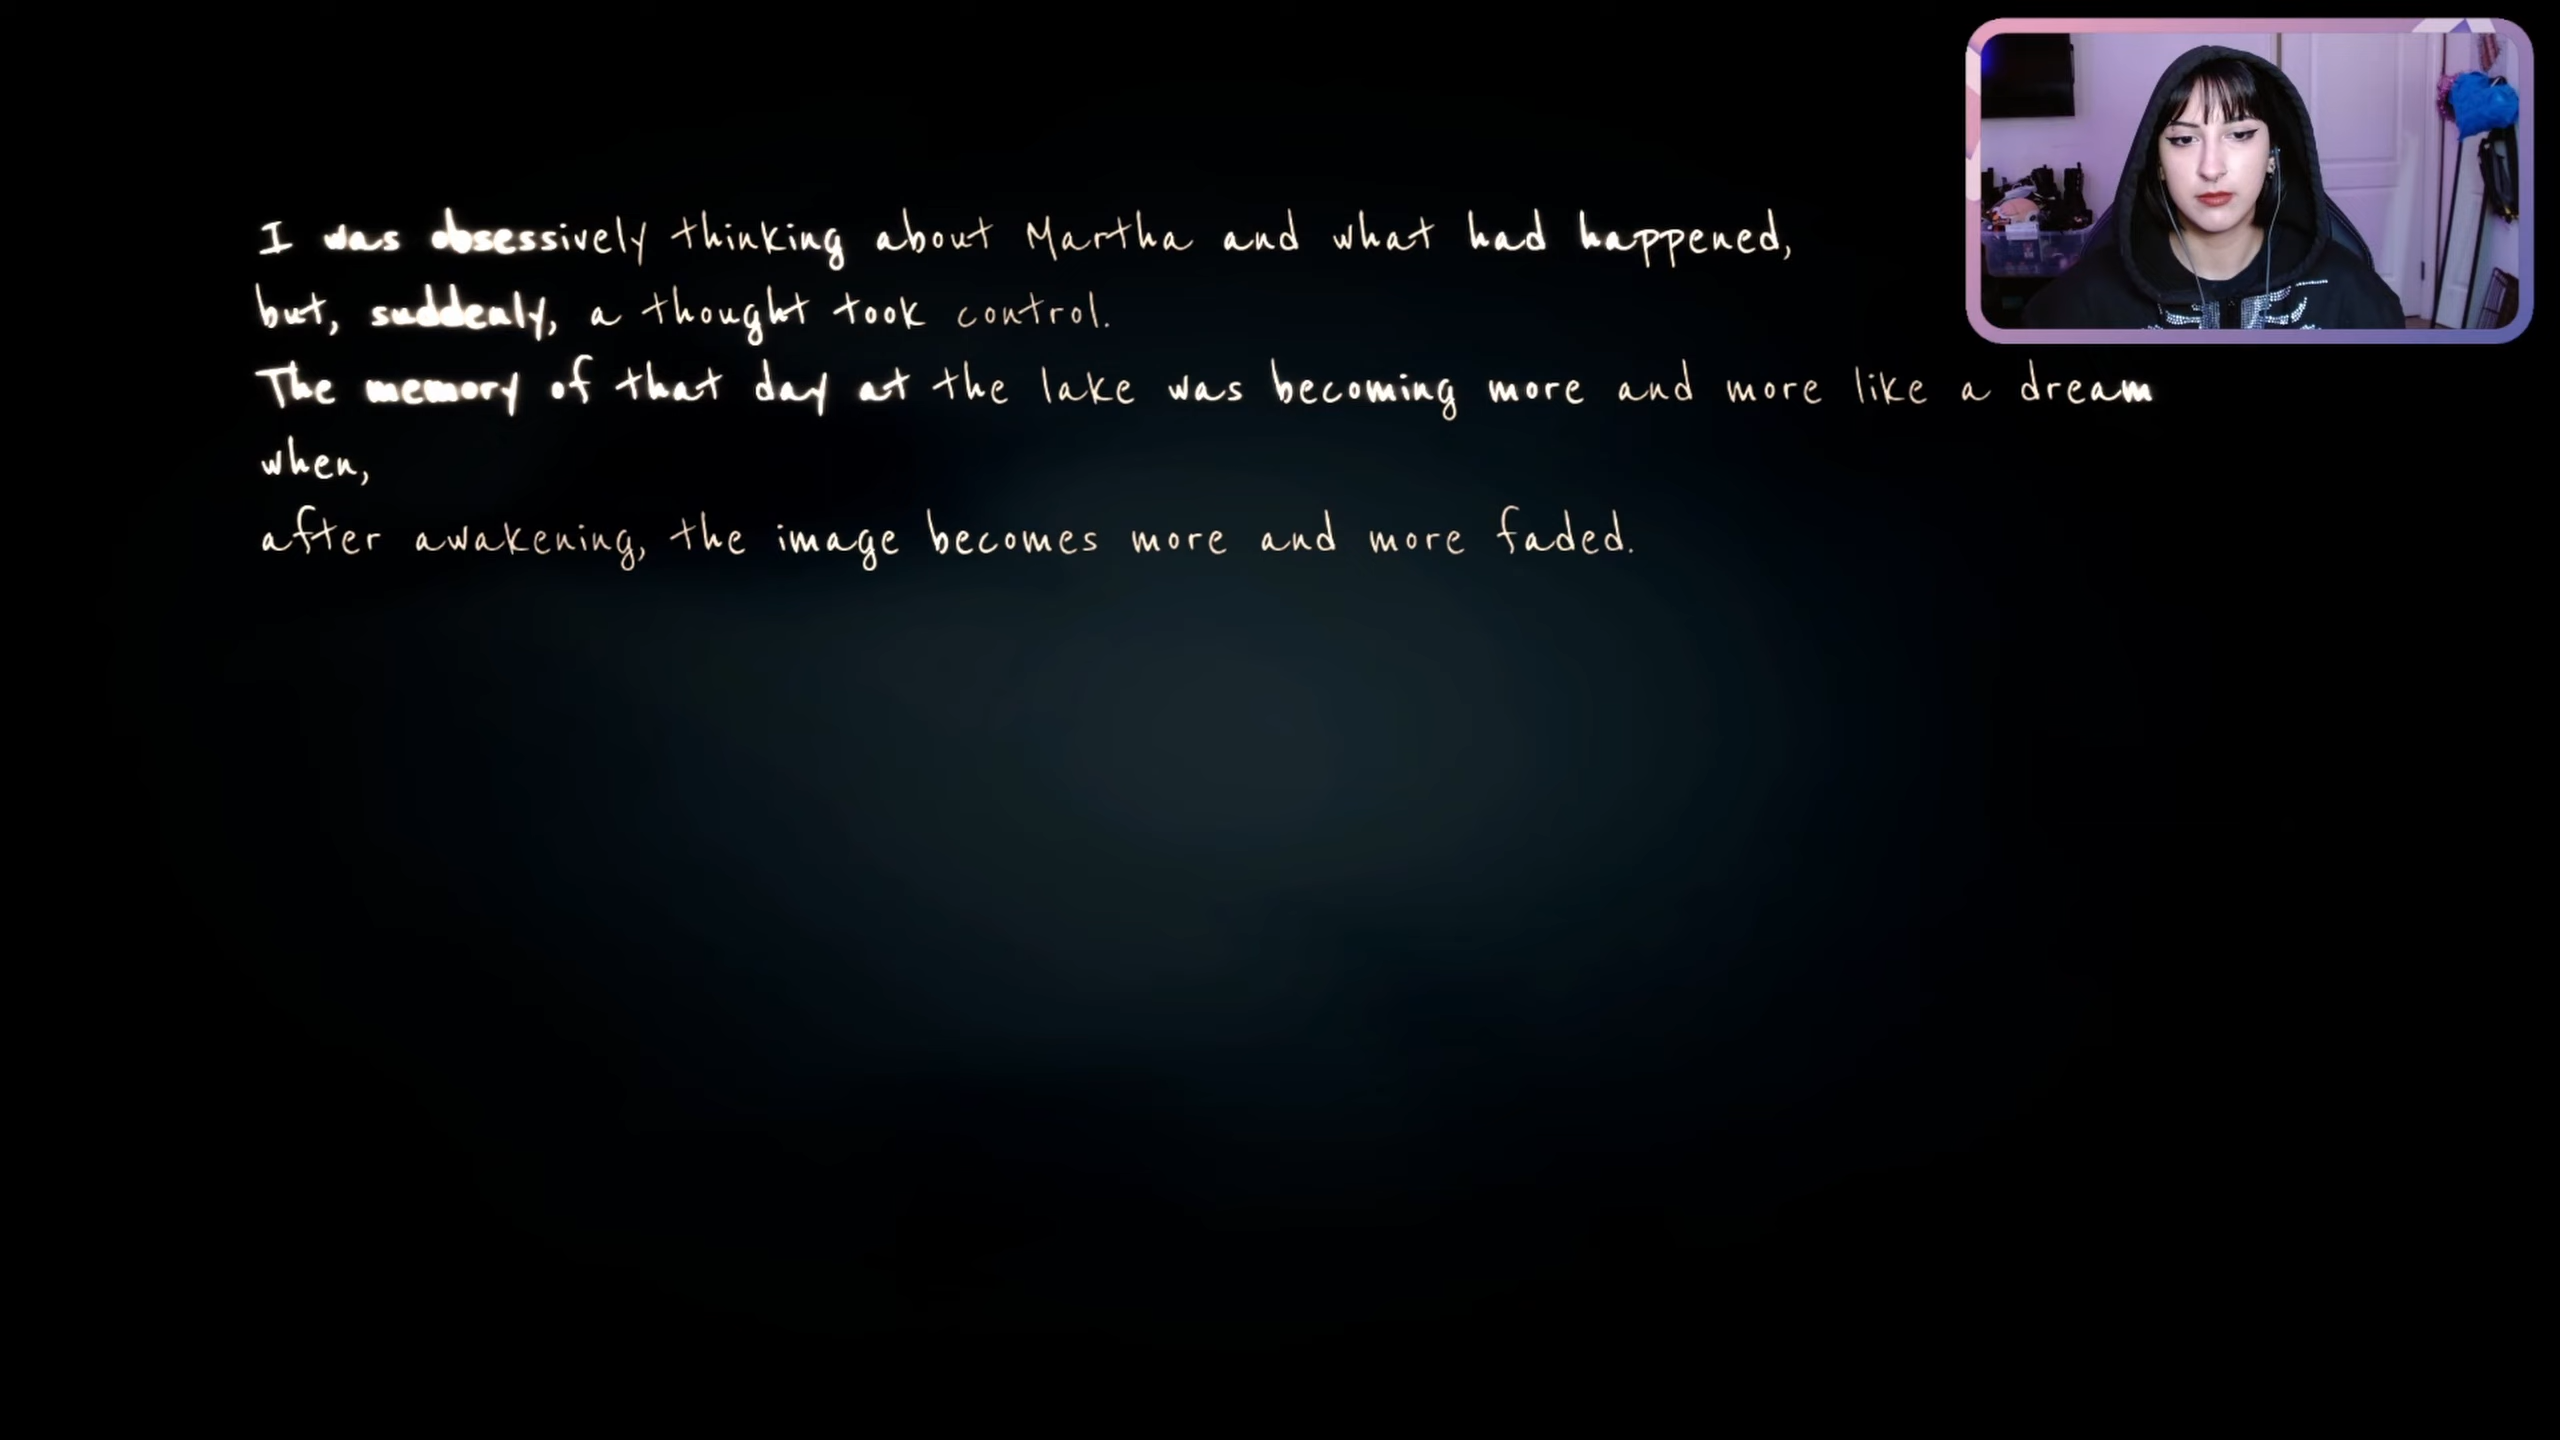 I was obsessively thinking about Martha and what had happened,
but, suddenly, a thought took control.
The memory of that day at the lake was becoming more and more like a dream
when,
after awakening, the image becomes more and more faded.